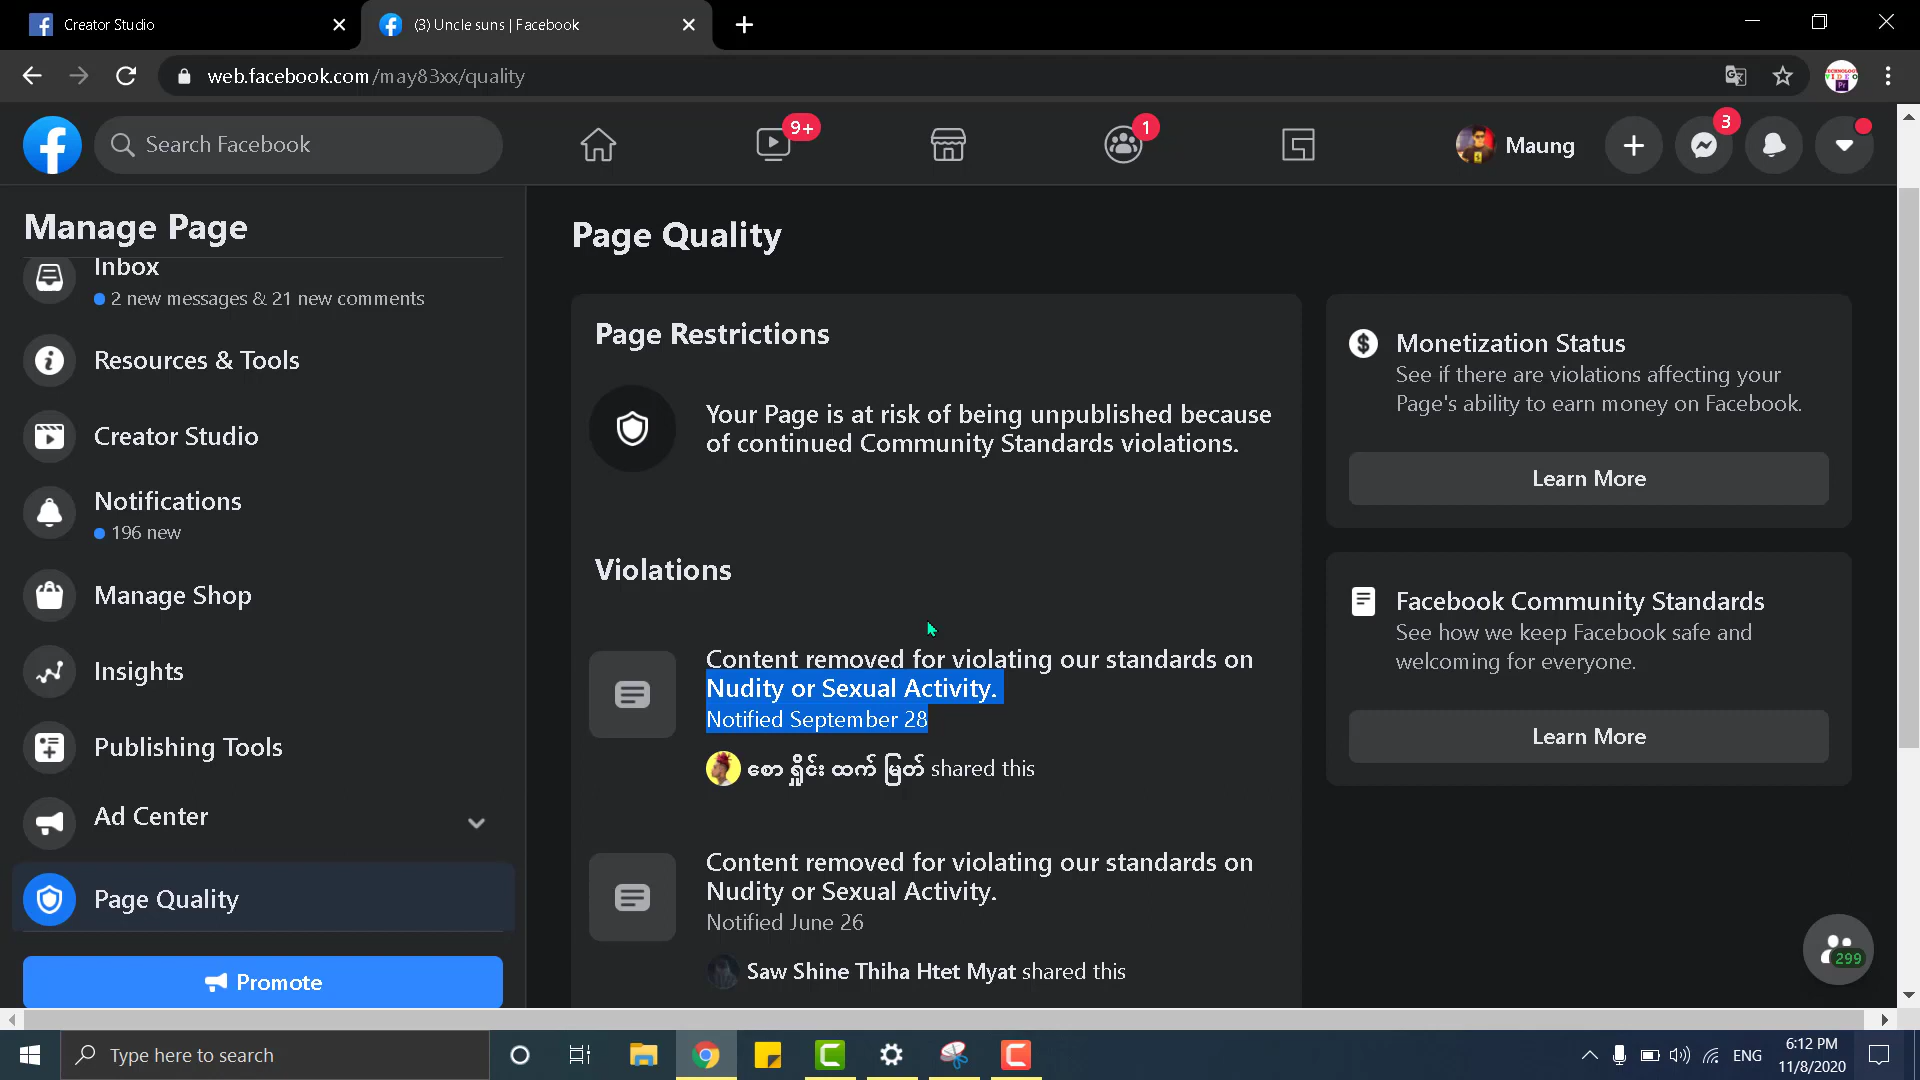 Creator Studio
(3) Uncle suns | Facebook
web.facebook.com/may83xx/quality
Search Facebook
9+
1
Maung
3
Manage Page
Inbox
2 new messages & 21 new comments
Resources & Tools
Creator Studio
Notifications
196 new
Manage Shop
Insights
Publishing Tools
Ad Center
Page Quality
Promote
Page Quality
Page Restrictions
Your Page is at risk of being unpublished because
of continued Community Standards violations.
Violations
Content removed for violating our standards on
Nudity or Sexual Activity.
Notified September 28
စော ရှိုင်း ထက် မြတ် shared this
Content removed for violating our standards on
Nudity or Sexual Activity.
Notified June 26
Saw Shine Thiha Htet Myat shared this
Monetization Status
See if there are violations affecting your
Page's ability to earn money on Facebook.
Learn More
Facebook Community Standards
See how we keep Facebook safe and
welcoming for everyone.
Learn More
299
Type here to search
ENG
6:12 PM
11/8/2020